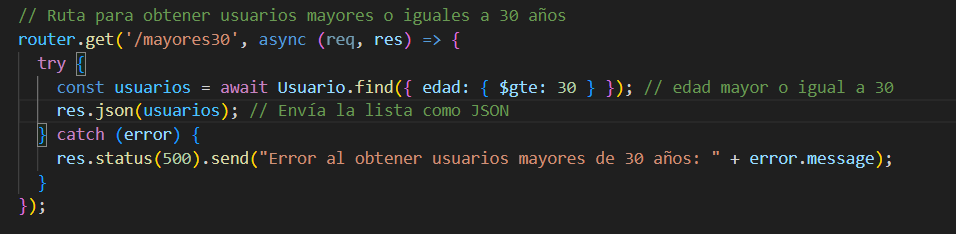 // Ruta para obtener usuarios mayores o iguales a 30 años
router.get('/mayores30', async (req, res) => {
  try {
    const usuarios = await Usuario.find({ edad: { $gte: 30 } }); // edad mayor o igual a 30
    res.json(usuarios); // Envía la lista como JSON
  } catch (error) {
    res.status(500).send("Error al obtener usuarios mayores de 30 años: " + error.message);
  }
});